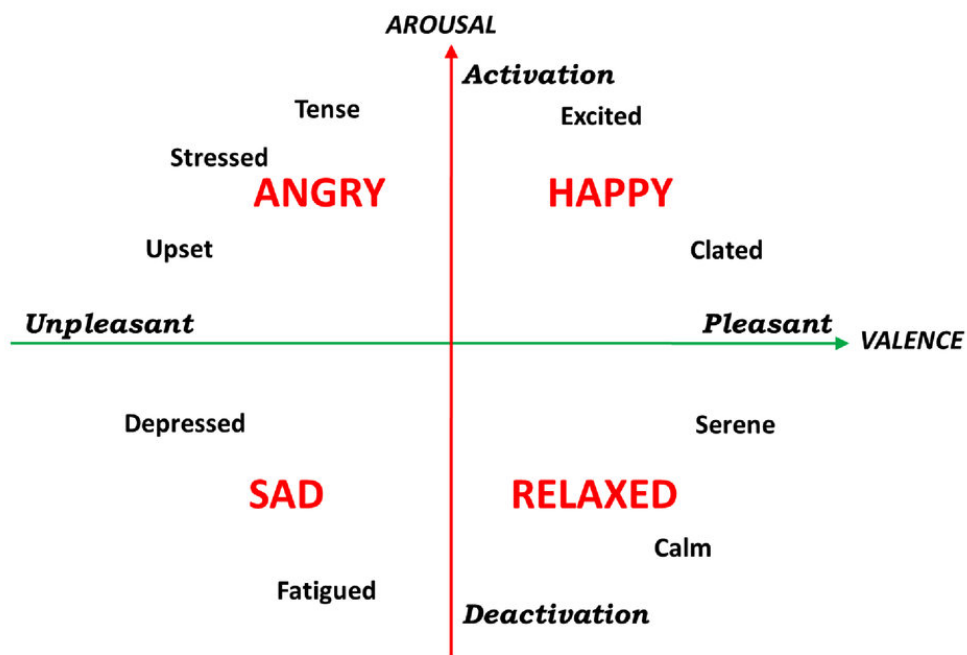 AROUSAL
Activation
Tense
Excited
Stressed
ANGRY
HAPPY
Upset
Clated
Unpleasant
Pleasant
VALENCE
Depressed
Serene
SAD
RELAXED
Calm
Fatigued
Deactivation